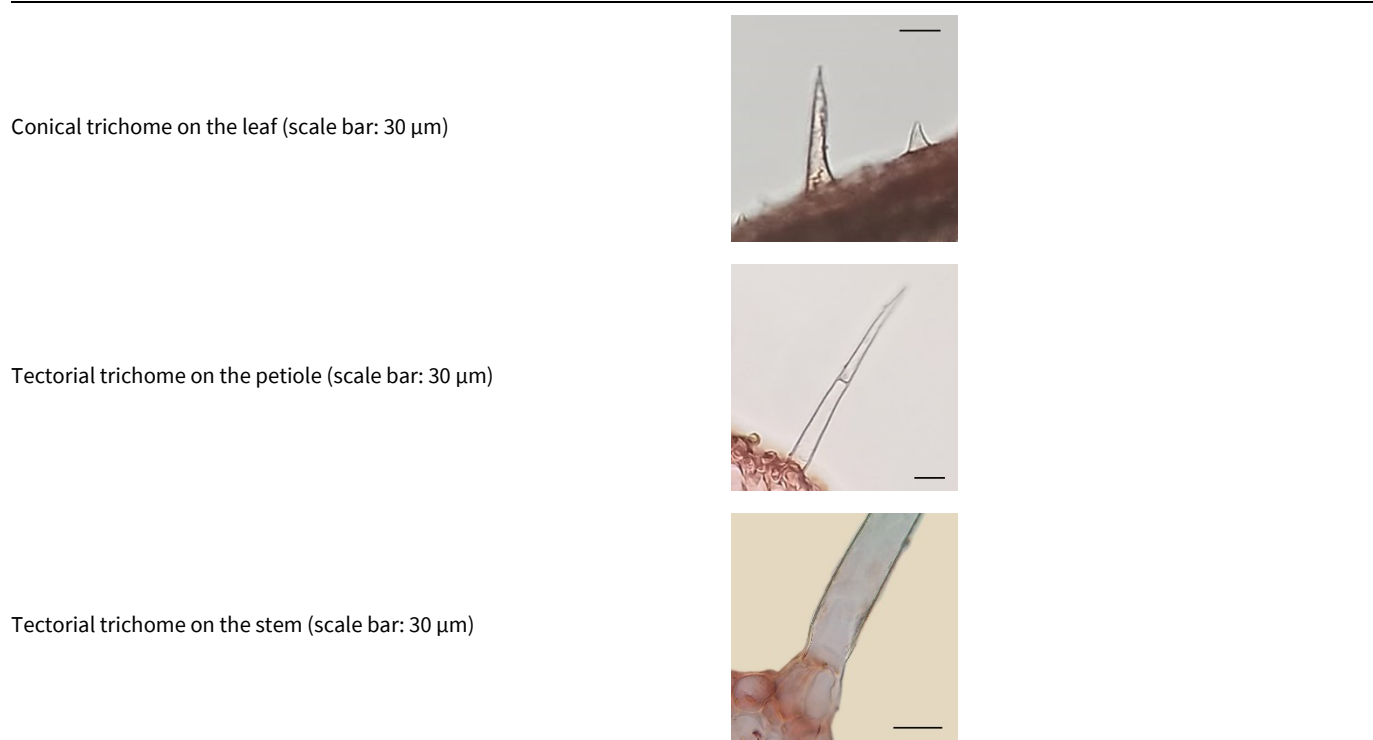 Conical trichome on the leaf (scale bar: 30 µm)
Tectorial trichome on the petiole (scale bar: 30 µm)
Tectorial trichome on the stem (scale bar: 30 µm)